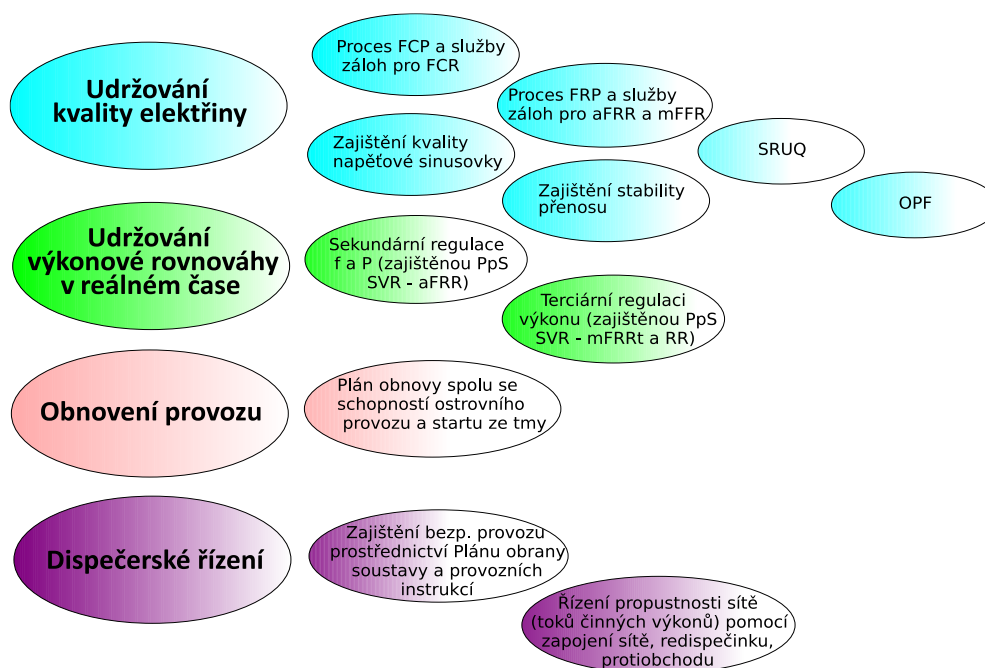 Udržování
kvality elektřiny
Proces FCP a služby
záloh pro FCR
Proces FRP a služby
záloh pro aFRR a mFFR
Zajištění kvality
napěťové sinusovky
SRUQ
Zajištění stability
přenosu
OPF
Udržování
výkonové rovnováhy
v reálném čase
Sekundární regulace
f a P (zajištěnou PpS
SVR - aFRR)
Terciární regulaci
výkonu (zajištěnou PpS
SVR - mFRRt a RR)
Obnovení provozu
Plán obnovy spolu se
schopností ostrovního
provozu a startu ze tmy
Dispečerské řízení
Zajištění bezp. provozu
prostřednictví Plánu obrany
soustavy a provozních
instrukcí
Řízení propustnosti sítě
(toků činných výkonů) pomocí
zapojení sítě, redispečinku,
protiobchodu